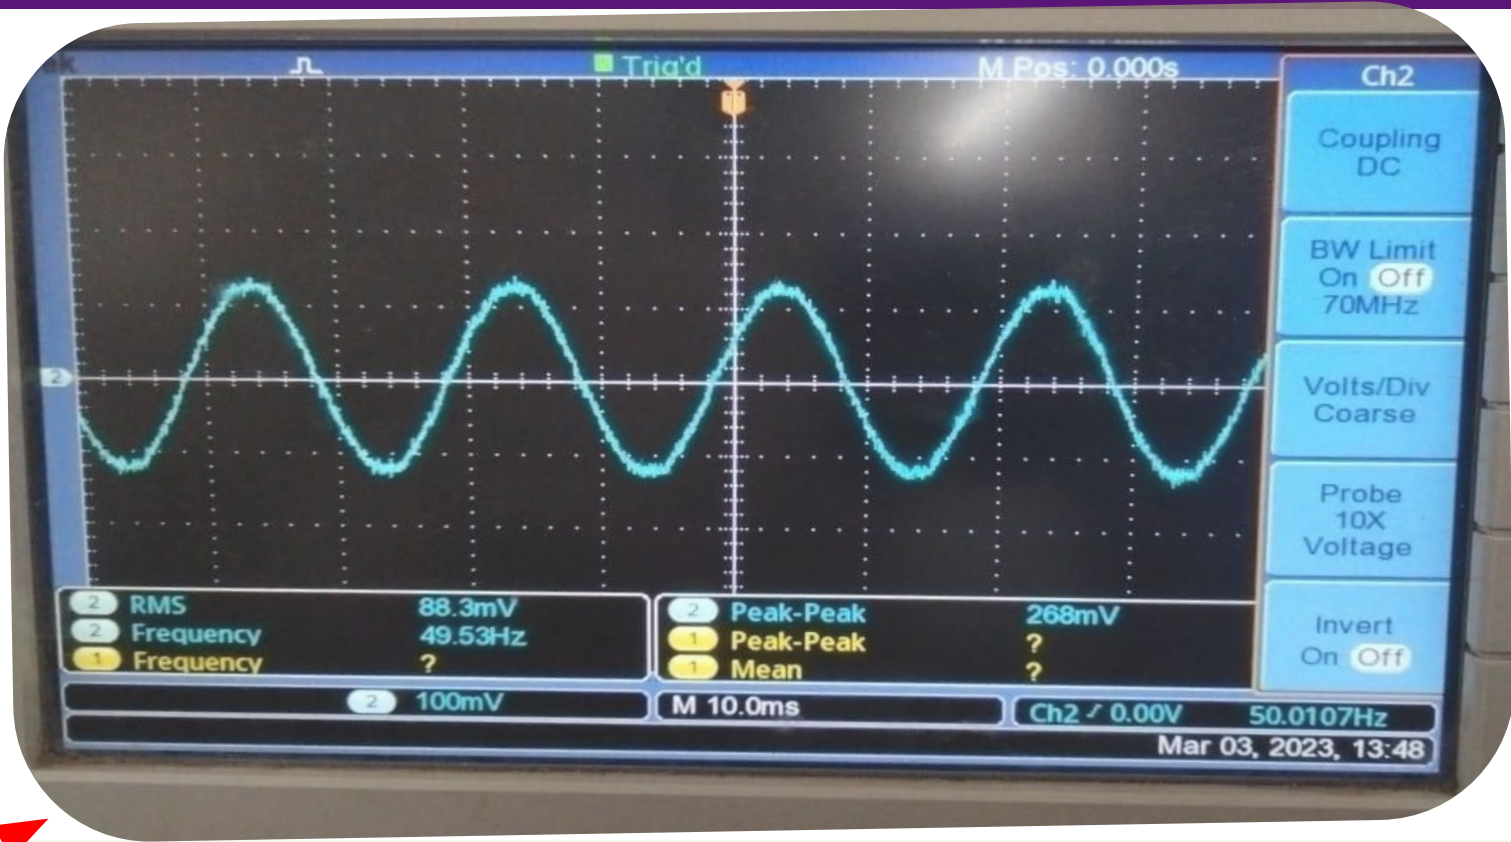 Trig'd
M Pos: 0.000s
Ch2
Coupling
DC
BW Limit
On Off
70MHz
Volts/Div
Coarse
Probe
10X
Voltage
Invert
On Off
2
2 RMS 88.3mV
2 Frequency 49.53Hz
1 Frequency ?
2 Peak-Peak 268mV
1 Peak-Peak ?
1 Mean ?
2 100mV
M 10.0ms
Ch2 0.00V 50.0107Hz
Mar 03, 2023, 13:48